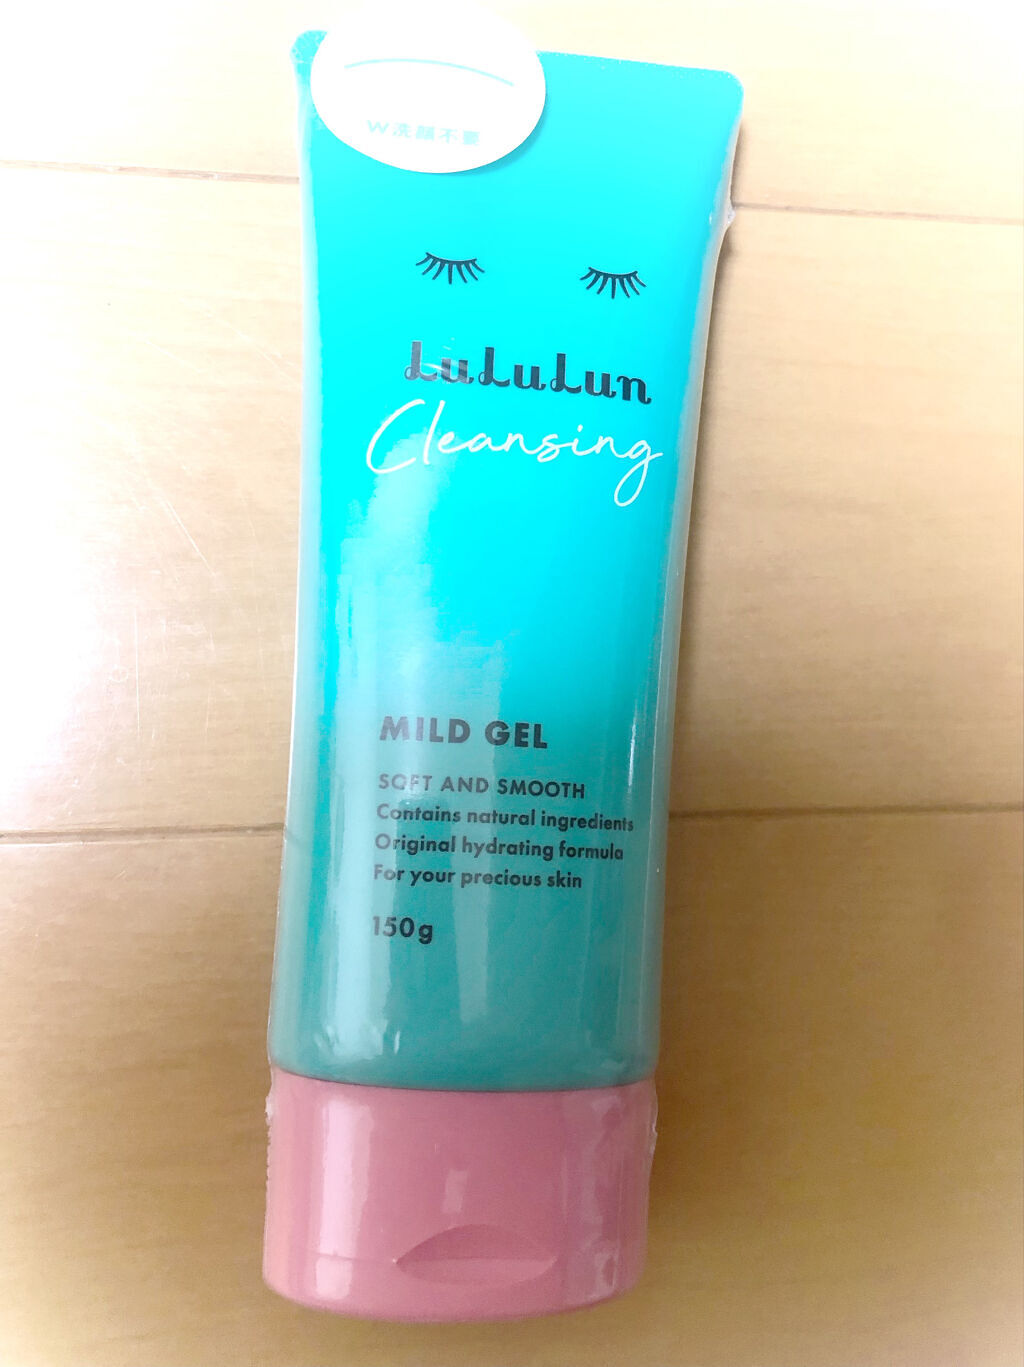 W洗顔不要
LuLuLun
Cleansing
MILD GEL
SOFT AND SMOOTH
Contains natural ingredients
Original hydrating formula
For your precious skin
150g